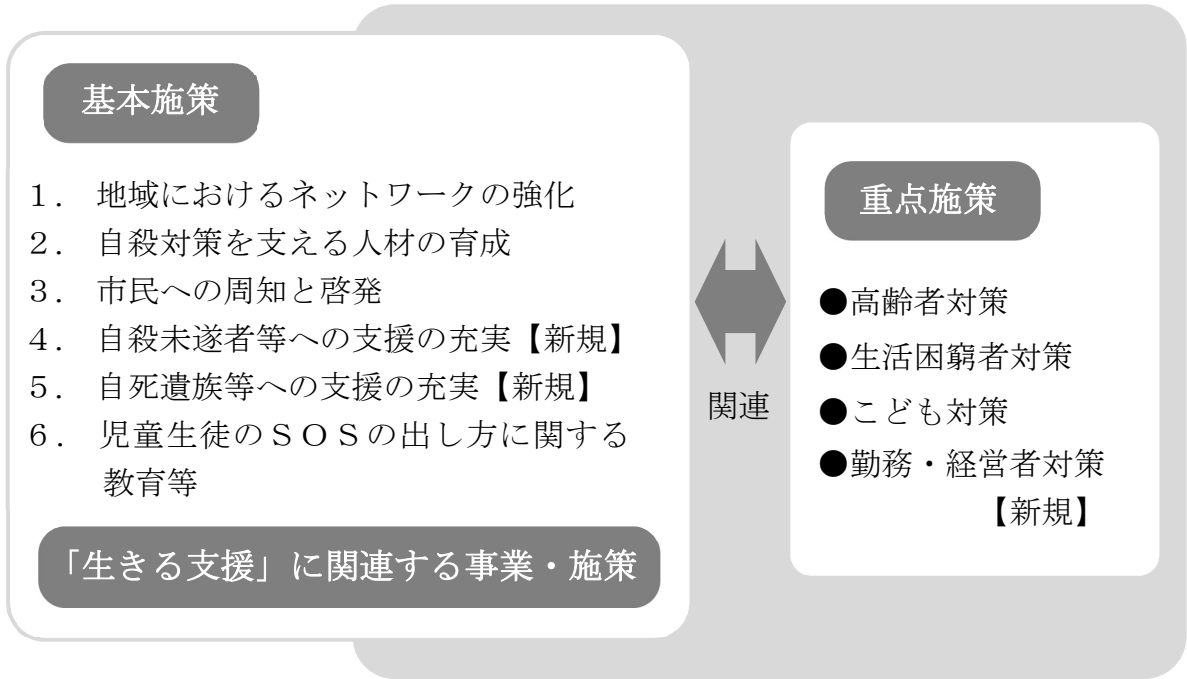 基本施策
1. 地域におけるネットワークの強化
2. 自殺対策を支える人材の育成
3. 市民への周知と啓発
4. 自殺未遂者等への支援の充実【新規】
5. 自死遺族等への支援の充実【新規】
6. 児童生徒のSOSの出し方に関する
教育等
「生きる支援」に関連する事業・施策
関連
重点施策
●高齢者対策
●生活困窮者対策
●こども対策
●勤務・経営者対策
【新規】